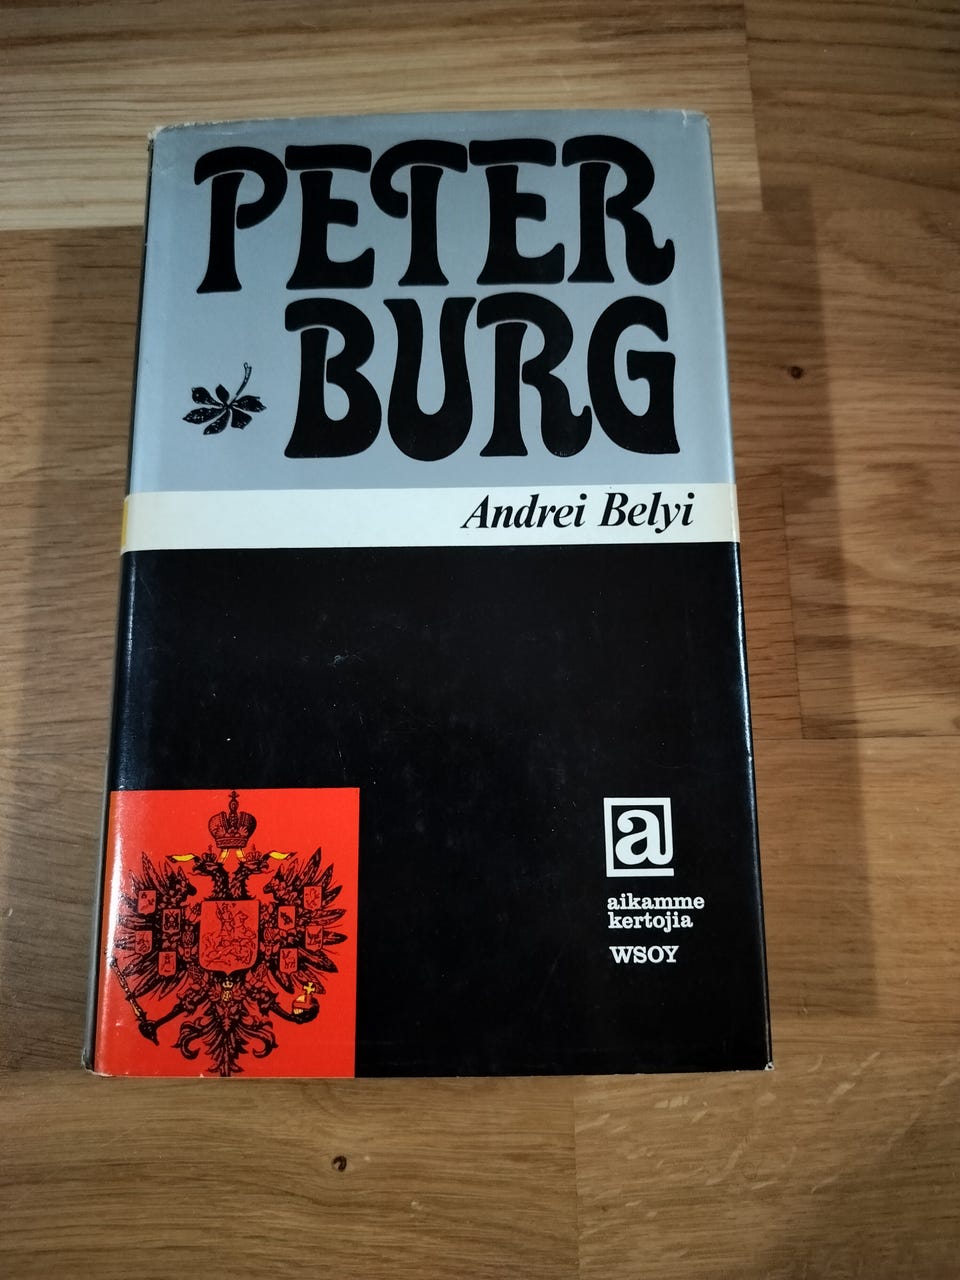 PETER
BURG
Andrei Belyi
a
aikamme
kertojia
WSOY